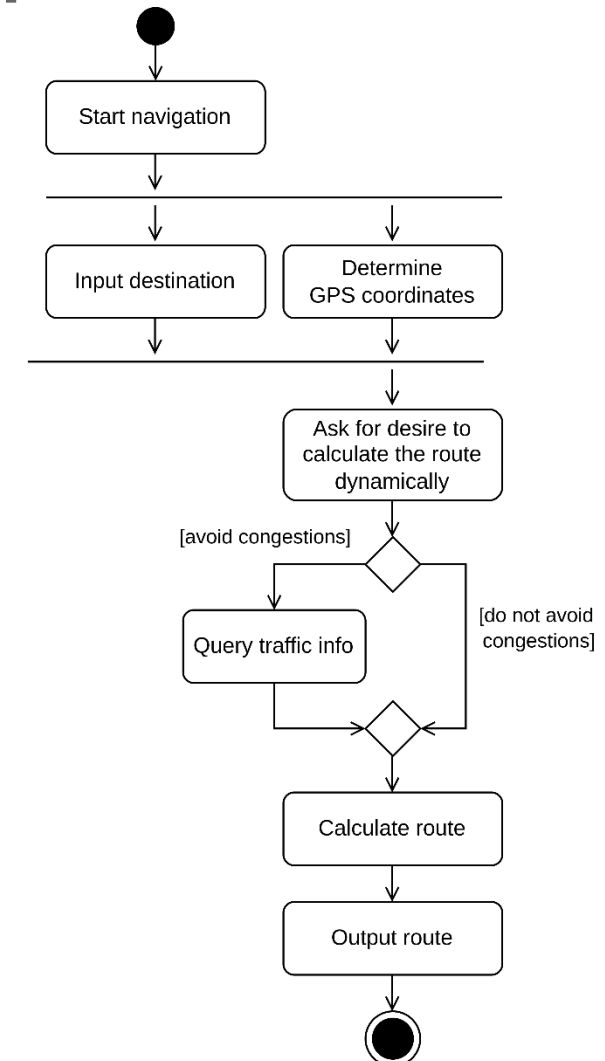 Start navigation
Input destination
Determine
GPS coordinates
Ask for desire to
calculate the route
dynamically
[avoid congestions]
[do not avoid
congestions]
Query traffic info
Calculate route
Output route